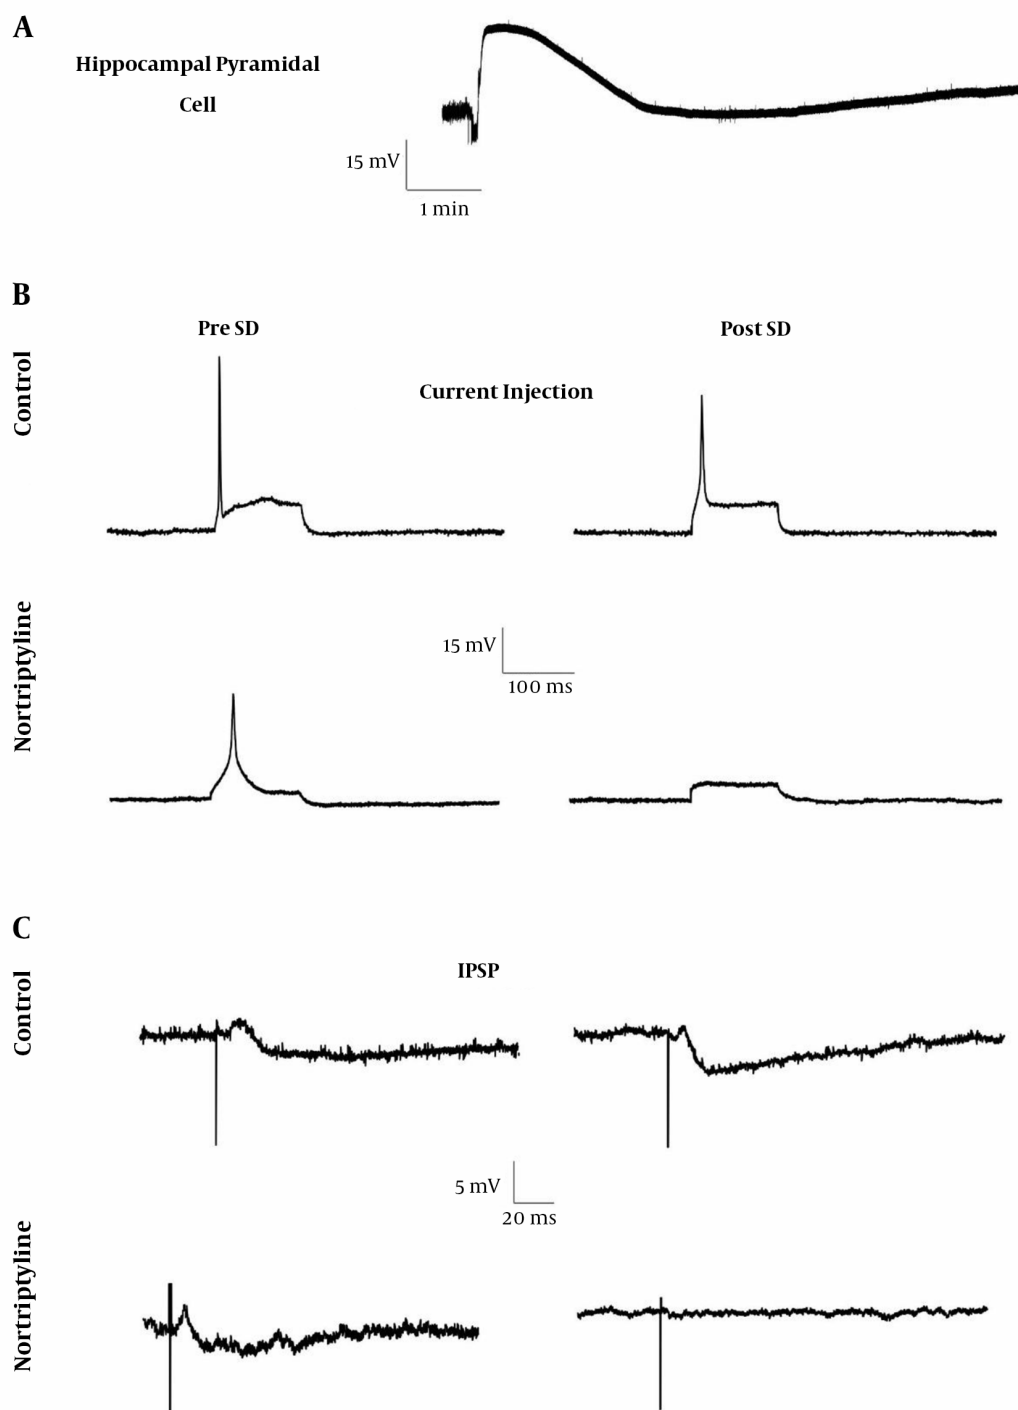 A
Hippocampal Pyramidal
Cell
15 mV
1 min
B
Pre SD
Post SD
Control
Current Injection
Nortriptyline
15 mV
100 ms
C
Control
IPSP
5 mV
20 ms
Nortriptyline